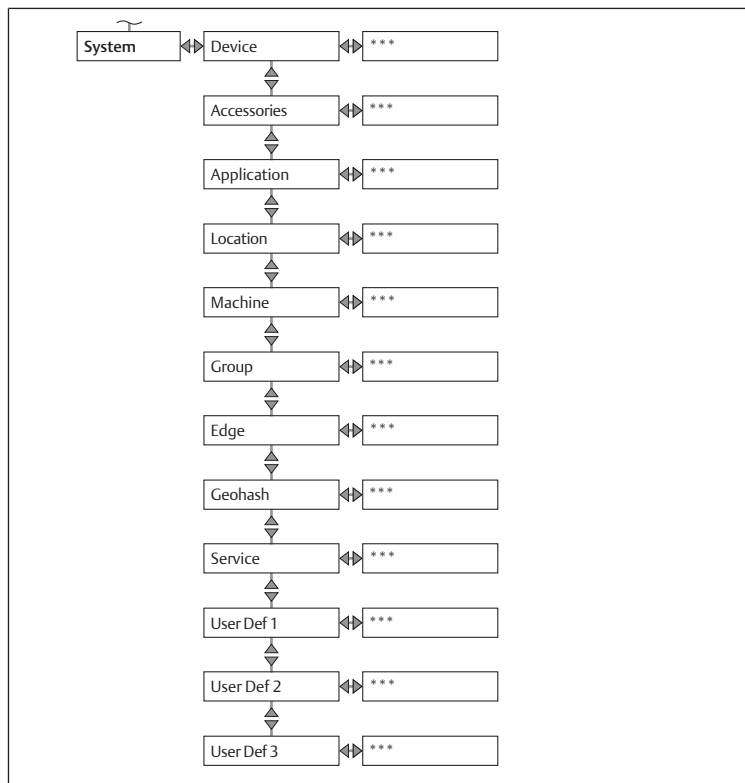 System Device ***
Accessories ***
Application ***
Location ***
Machine ***
Group ***
Edge ***
Geohash ***
Service ***
User Def 1 ***
User Def 2 ***
User Def 3 ***